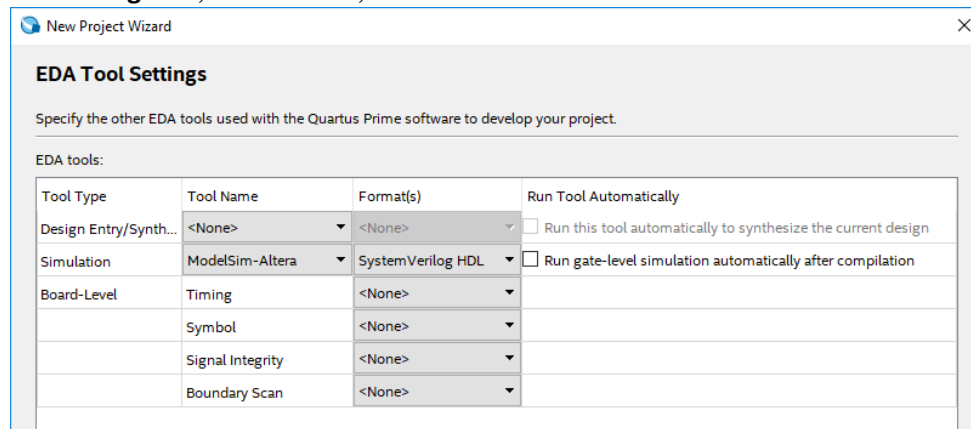 New Project Wizard
EDA Tool Settings
Specify the other EDA tools used with the Quartus Prime software to develop your project.
EDA tools:
Tool Type Tool Name Format(s) Run Tool Automatically
Design Entry/Synth... <None> <None> Run this tool automatically to synthesize the current design
Simulation ModelSim-Altera SystemVerilog HDL Run gate-level simulation automatically after compilation
Board-Level Timing <None>
Symbol <None>
Signal Integrity <None>
Boundary Scan <None>